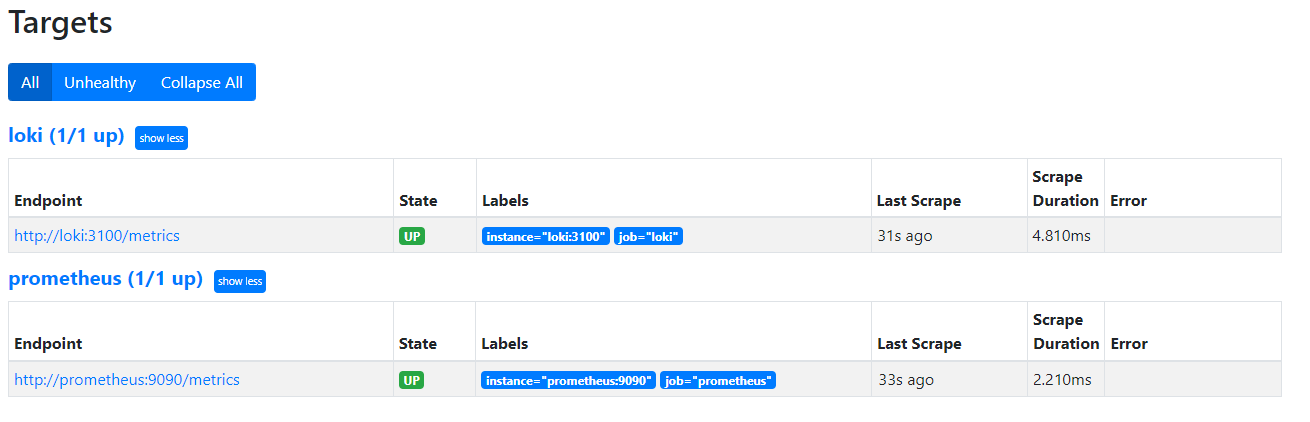 Targets
All Unhealthy Collapse All
loki (1/1 up) show less
Endpoint State Labels Last Scrape Scrape Duration Error
http://loki:3100/metrics UP instance="loki:3100" job="loki" 31s ago 4.810ms
prometheus (1/1 up) show less
Endpoint State Labels Last Scrape Scrape Duration Error
http://prometheus:9090/metrics UP instance="prometheus:9090" job="prometheus" 33s ago 2.210ms